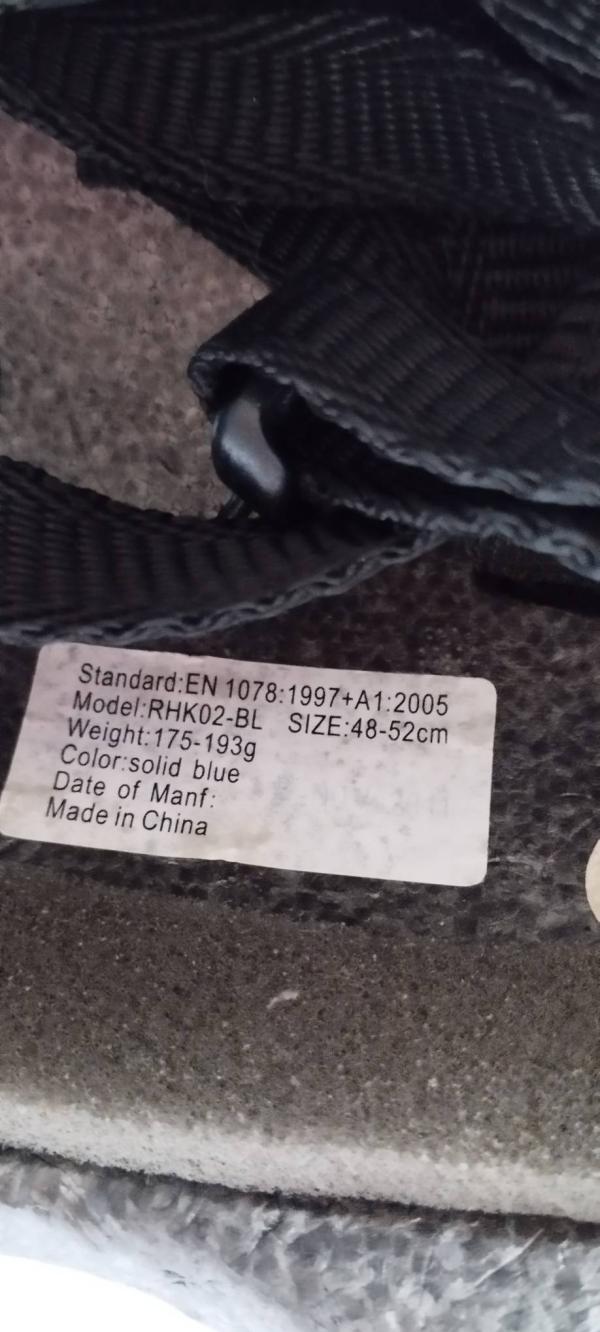 Standard:EN 1078:1997+A1:2005
Model:RHK02-BL SIZE:48-52cm
Weight:175-193g
Color:solid blue
Date of Manf:
Made in China